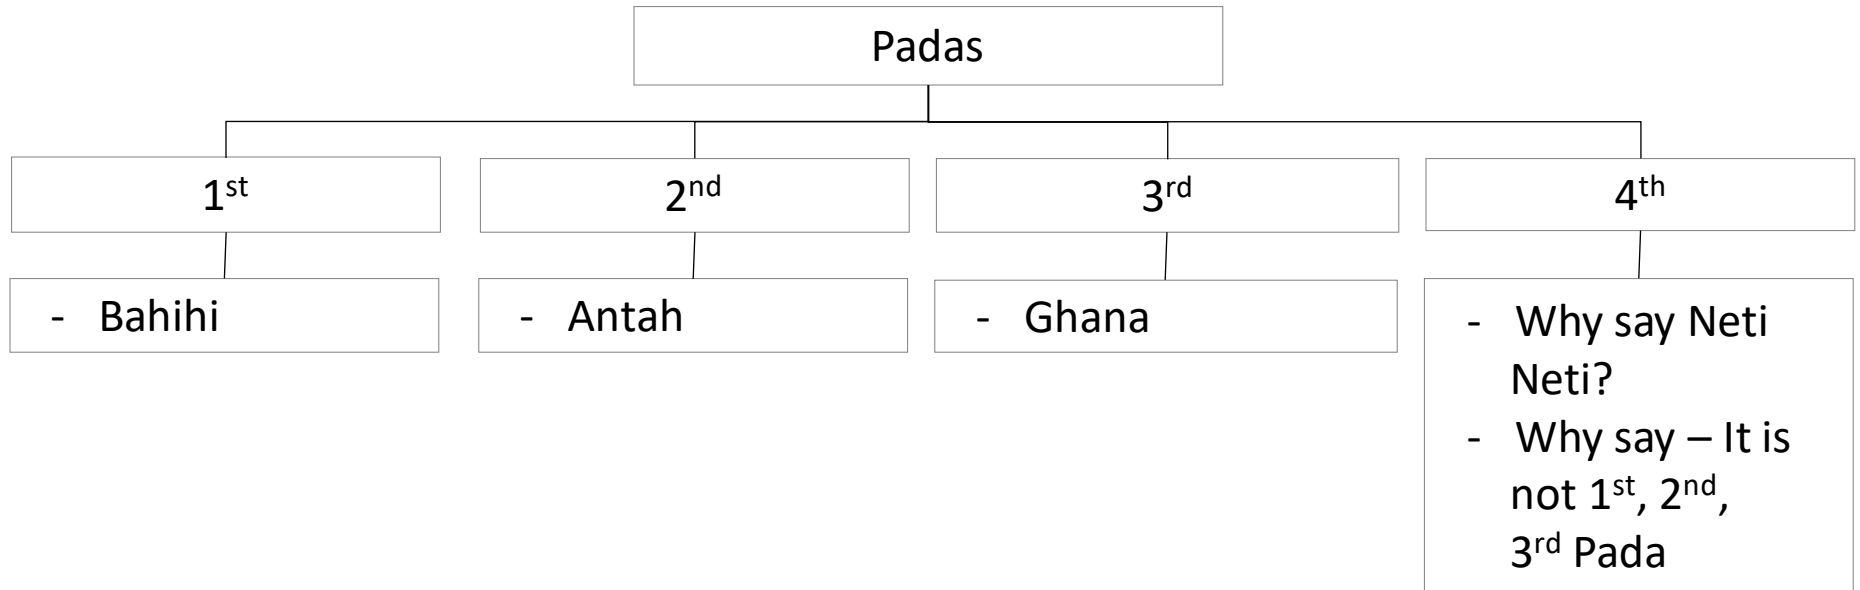 Padas
1st
2nd
3rd
4th
- Bahihi
- Antah
- Ghana
- Why say Neti
Neti?
- Why say – It is
not 1st, 2nd,
3rd Pada